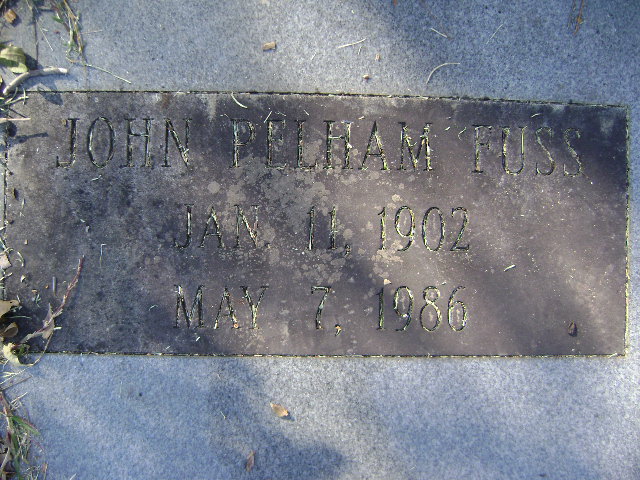 JOHN PELHAM FUSS
JAN. 11, 1902
MAY 7, 1986